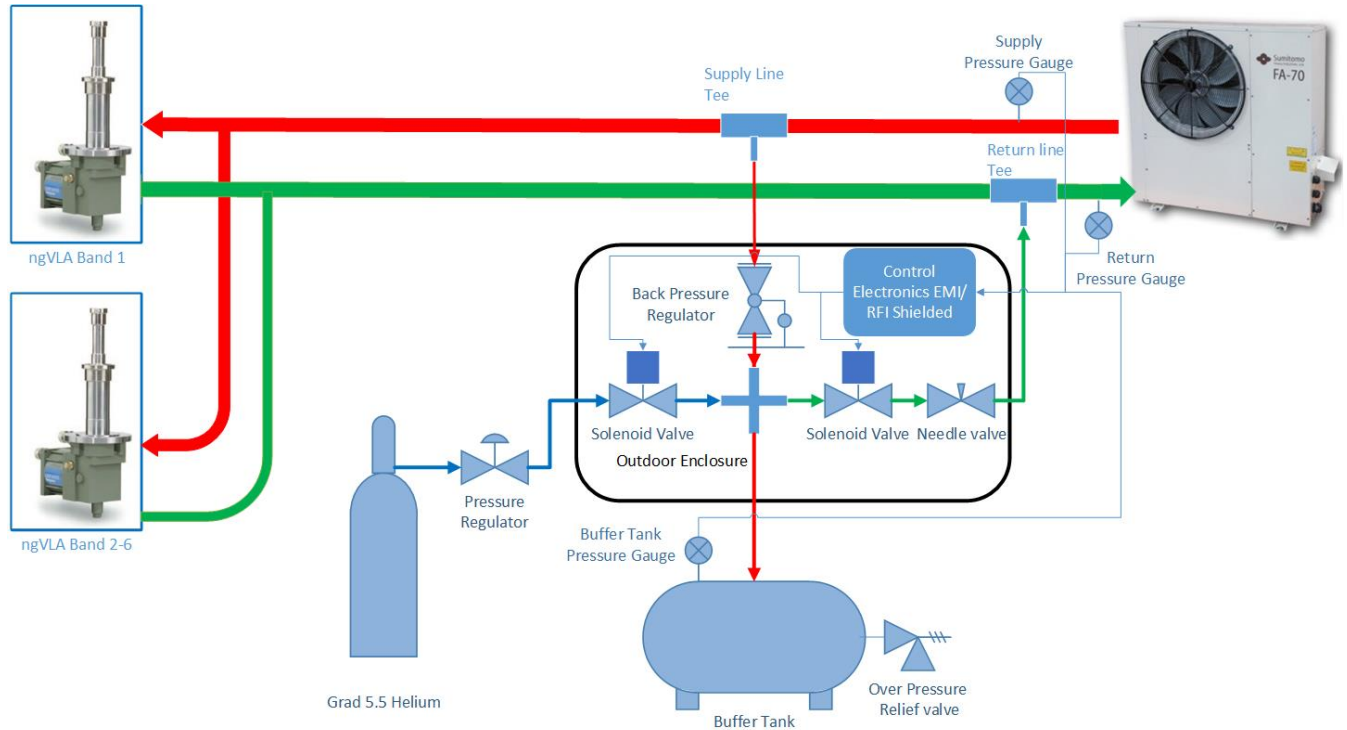 Supply
Pressure Gauge
Sumitomo
FA-70
Supply Line
Tee
Return line
Tee
ngVLA Band 1
Control
Electronics EMI/
RFI Shielded
Return
Pressure Gauge
Back Pressure
Regulator
Solenoid Valve
Solenoid Valve
Needle valve
Outdoor Enclosure
Pressure
Regulator
ngVLA Band 2-6
Buffer Tank
Pressure Gauge
Grad 5.5 Helium
Over Pressure
Relief valve
Buffer Tank